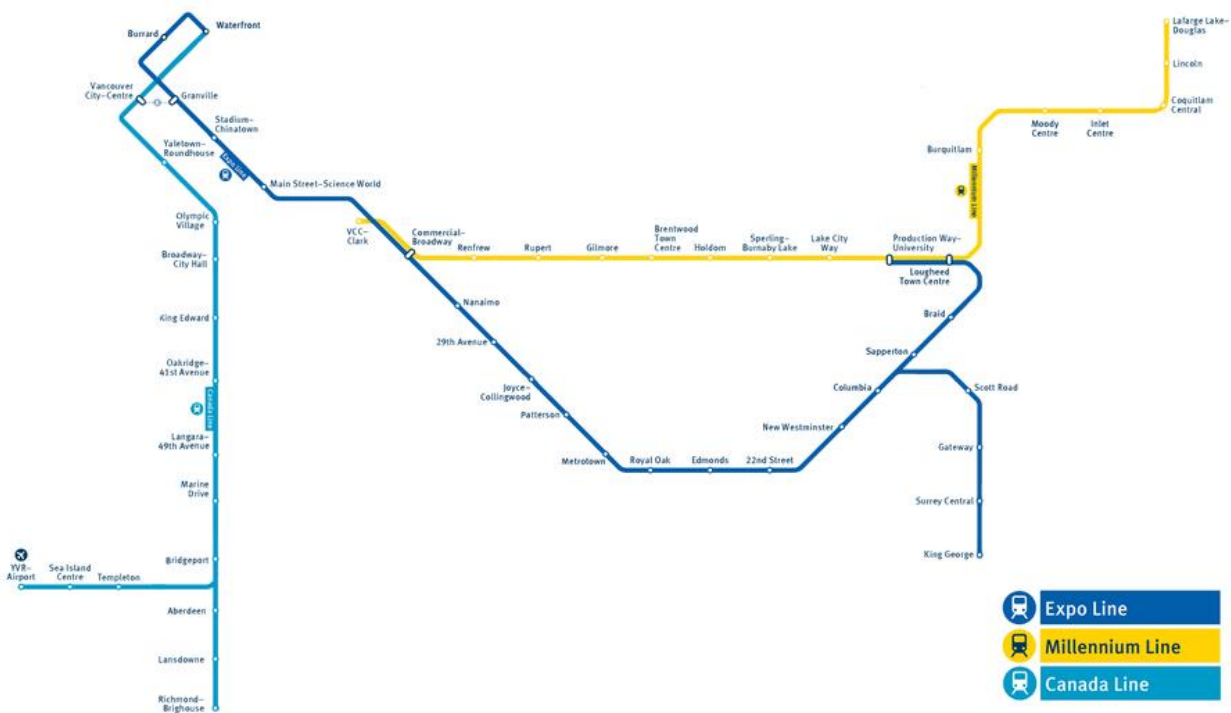 Burrard
Waterfront
Vancouver
City–Centre
Granville
Stadium–
Chinatown
Yaletown–
Roundhouse
Expo Line
Main Street–Science World
Olympic
Village
VCC–
Clark
Commercial–
Broadway
Renfrew
Rupert
Gilmore
Brentwood
Town
Centre
Holdom
Sperling–
Burnaby Lake
Lake City
Way
Production Way–
University
Lougheed
Town Centre
Millennium Line
Burquitlam
Moody
Centre
Inlet
Centre
Coquitlam
Central
Lincoln
Lafarge Lake–
Douglas
Broadway–
City Hall
King Edward
Oakridge–
41st Avenue
Canada Line
Langara–
49th Avenue
Marine
Drive
Bridgeport
YVR–
Airport
Sea Island
Centre
Templeton
Aberdeen
Lansdowne
Richmond–
Brighouse
Nanaimo
29th Avenue
Joyce–
Collingwood
Patterson
Metrotown
Royal Oak
Edmonds
22nd Street
New Westminster
Columbia
Sapperton
Braid
Scott Road
Gateway
Surrey Central
King George
Expo Line
Millennium Line
Canada Line